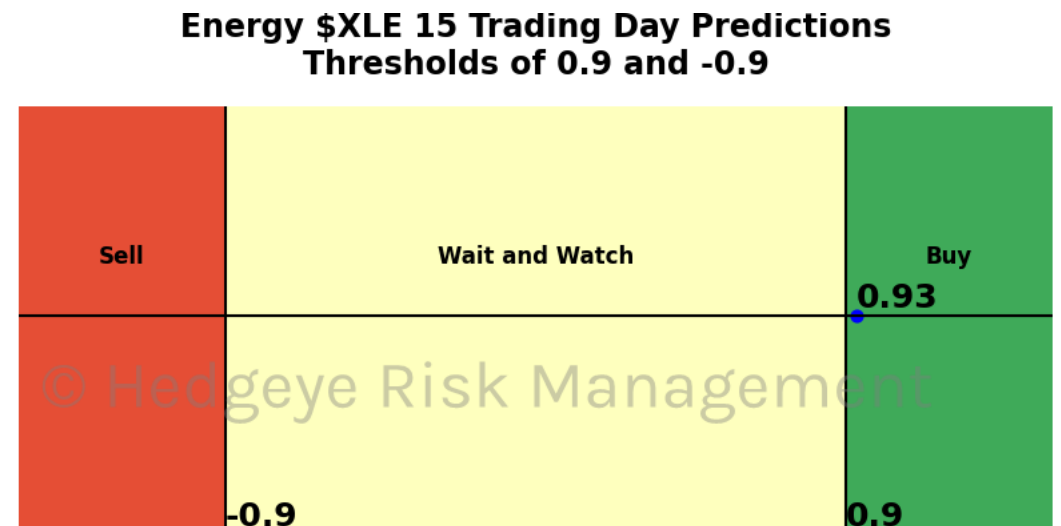 Energy $XLE 15 Trading Day Predictions
Thresholds of 0.9 and -0.9
Sell
Wait and Watch
Buy
0.93
© Hedgeye Risk Management
-0.9
0.9